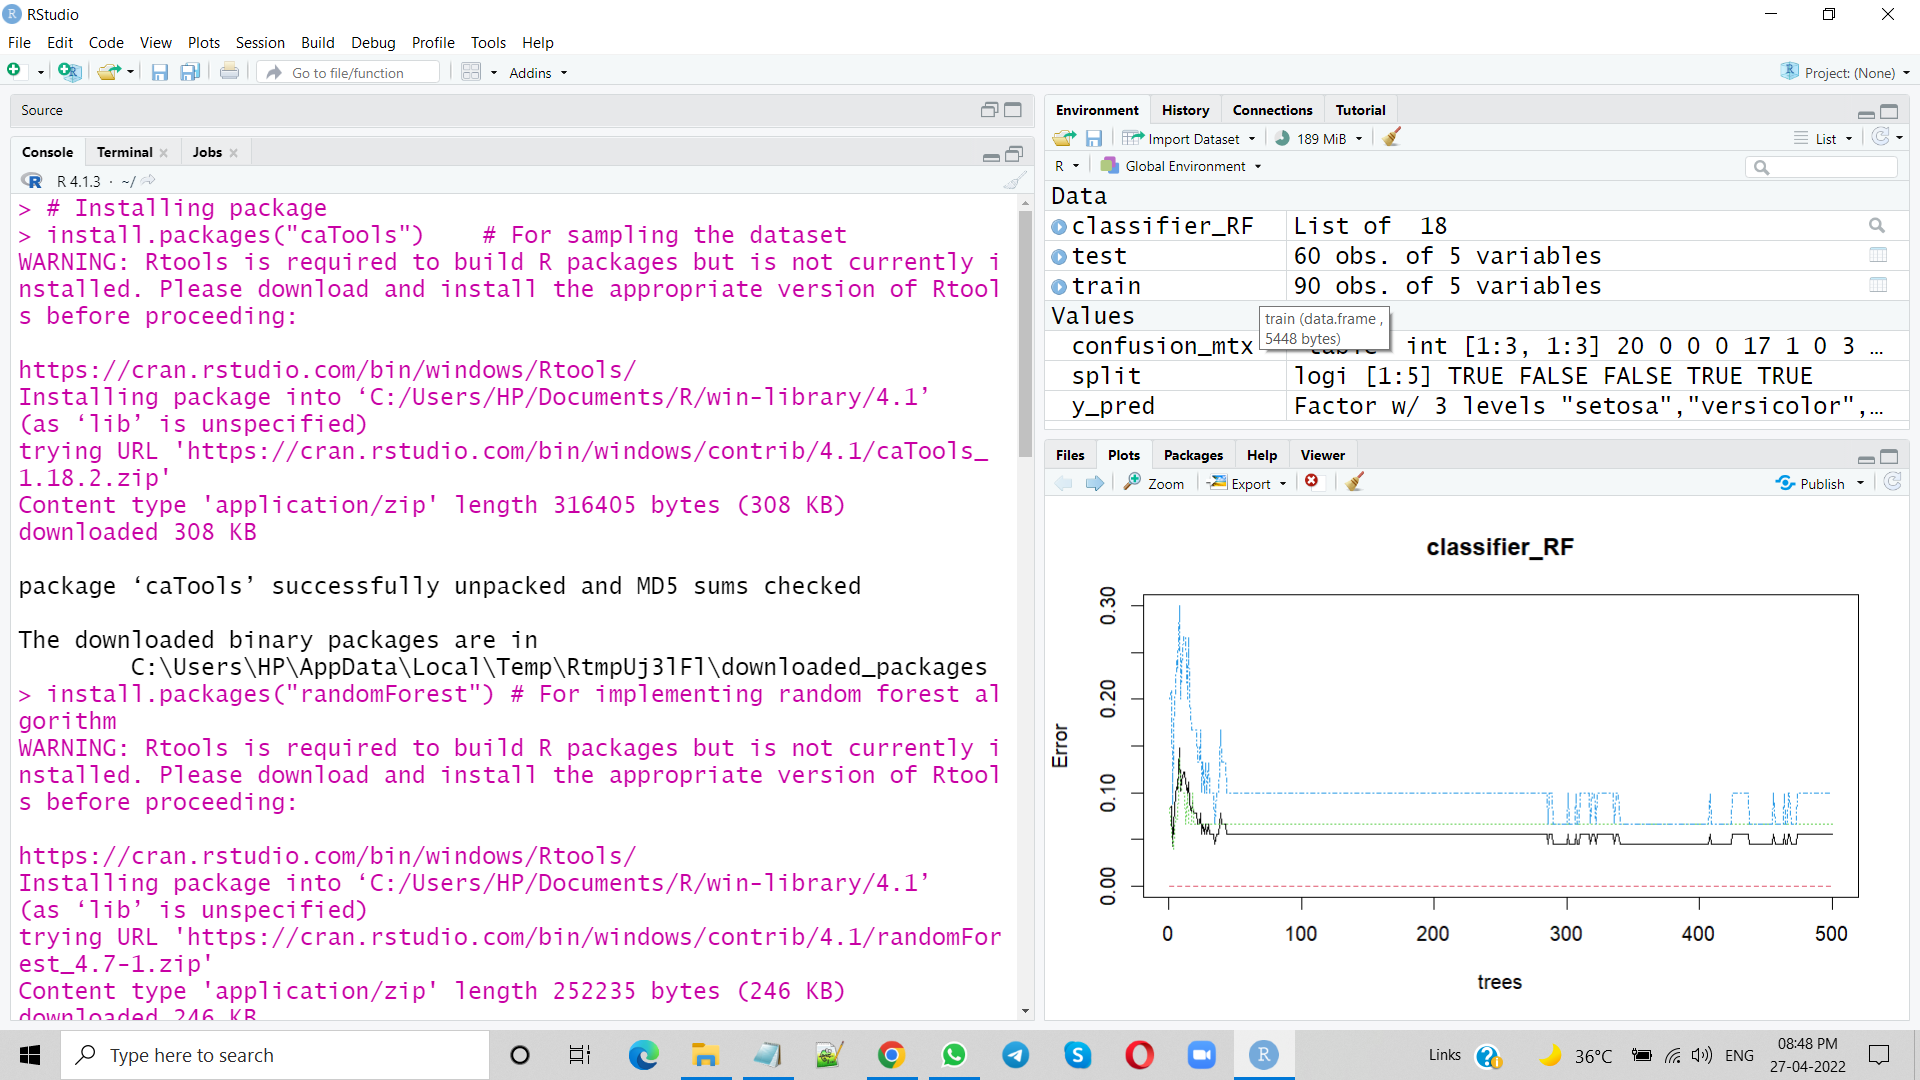 RStudio
File Edit Code View Plots Session Build Debug Profile Tools Help
Go to file/function Addins Project: (None)
Source
Console Terminal Jobs
R 4.1.3 · ~/
> # Installing package
> install.packages("caTools")    # For sampling the dataset
WARNING: Rtools is required to build R packages but is not currently i
nstalled. Please download and install the appropriate version of Rtool
s before proceeding:
https://cran.rstudio.com/bin/windows/Rtools/
Installing package into ‘C:/Users/HP/Documents/R/win-library/4.1’
(as ‘lib’ is unspecified)
trying URL 'https://cran.rstudio.com/bin/windows/contrib/4.1/caTools_
1.18.2.zip'
Content type 'application/zip' length 316405 bytes (308 KB)
downloaded 308 KB
package ‘caTools’ successfully unpacked and MD5 sums checked
The downloaded binary packages are in
        C:\Users\HP\AppData\Local\Temp\RtmpUj3lFl\downloaded_packages
> install.packages("randomForest") # For implementing random forest al
gorithm
WARNING: Rtools is required to build R packages but is not currently i
nstalled. Please download and install the appropriate version of Rtool
s before proceeding:
https://cran.rstudio.com/bin/windows/Rtools/
Installing package into ‘C:/Users/HP/Documents/R/win-library/4.1’
(as ‘lib’ is unspecified)
trying URL 'https://cran.rstudio.com/bin/windows/contrib/4.1/randomFor
est_4.7-1.zip'
Content type 'application/zip' length 252235 bytes (246 KB)
downloaded 246 KB
Environment History Connections Tutorial
Import Dataset 189 MiB List
R Global Environment
Data
classifier_RF List of  18
test 60 obs. of 5 variables
train 90 obs. of 5 variables
Values
train (data.frame ,
5448 bytes)
confusion_mtx 'table' int [1:3, 1:3] 20 0 0 0 17 1 0 3 …
split logi [1:5] TRUE FALSE FALSE TRUE TRUE
y_pred Factor w/ 3 levels "setosa","versicolor",…
Files Plots Packages Help Viewer
Zoom Export Publish
classifier_RF
0.30
0.20
0.10
0.00
Error
0 100 200 300 400 500
trees
Type here to search
Links 36°C ENG
08:48 PM
27-04-2022